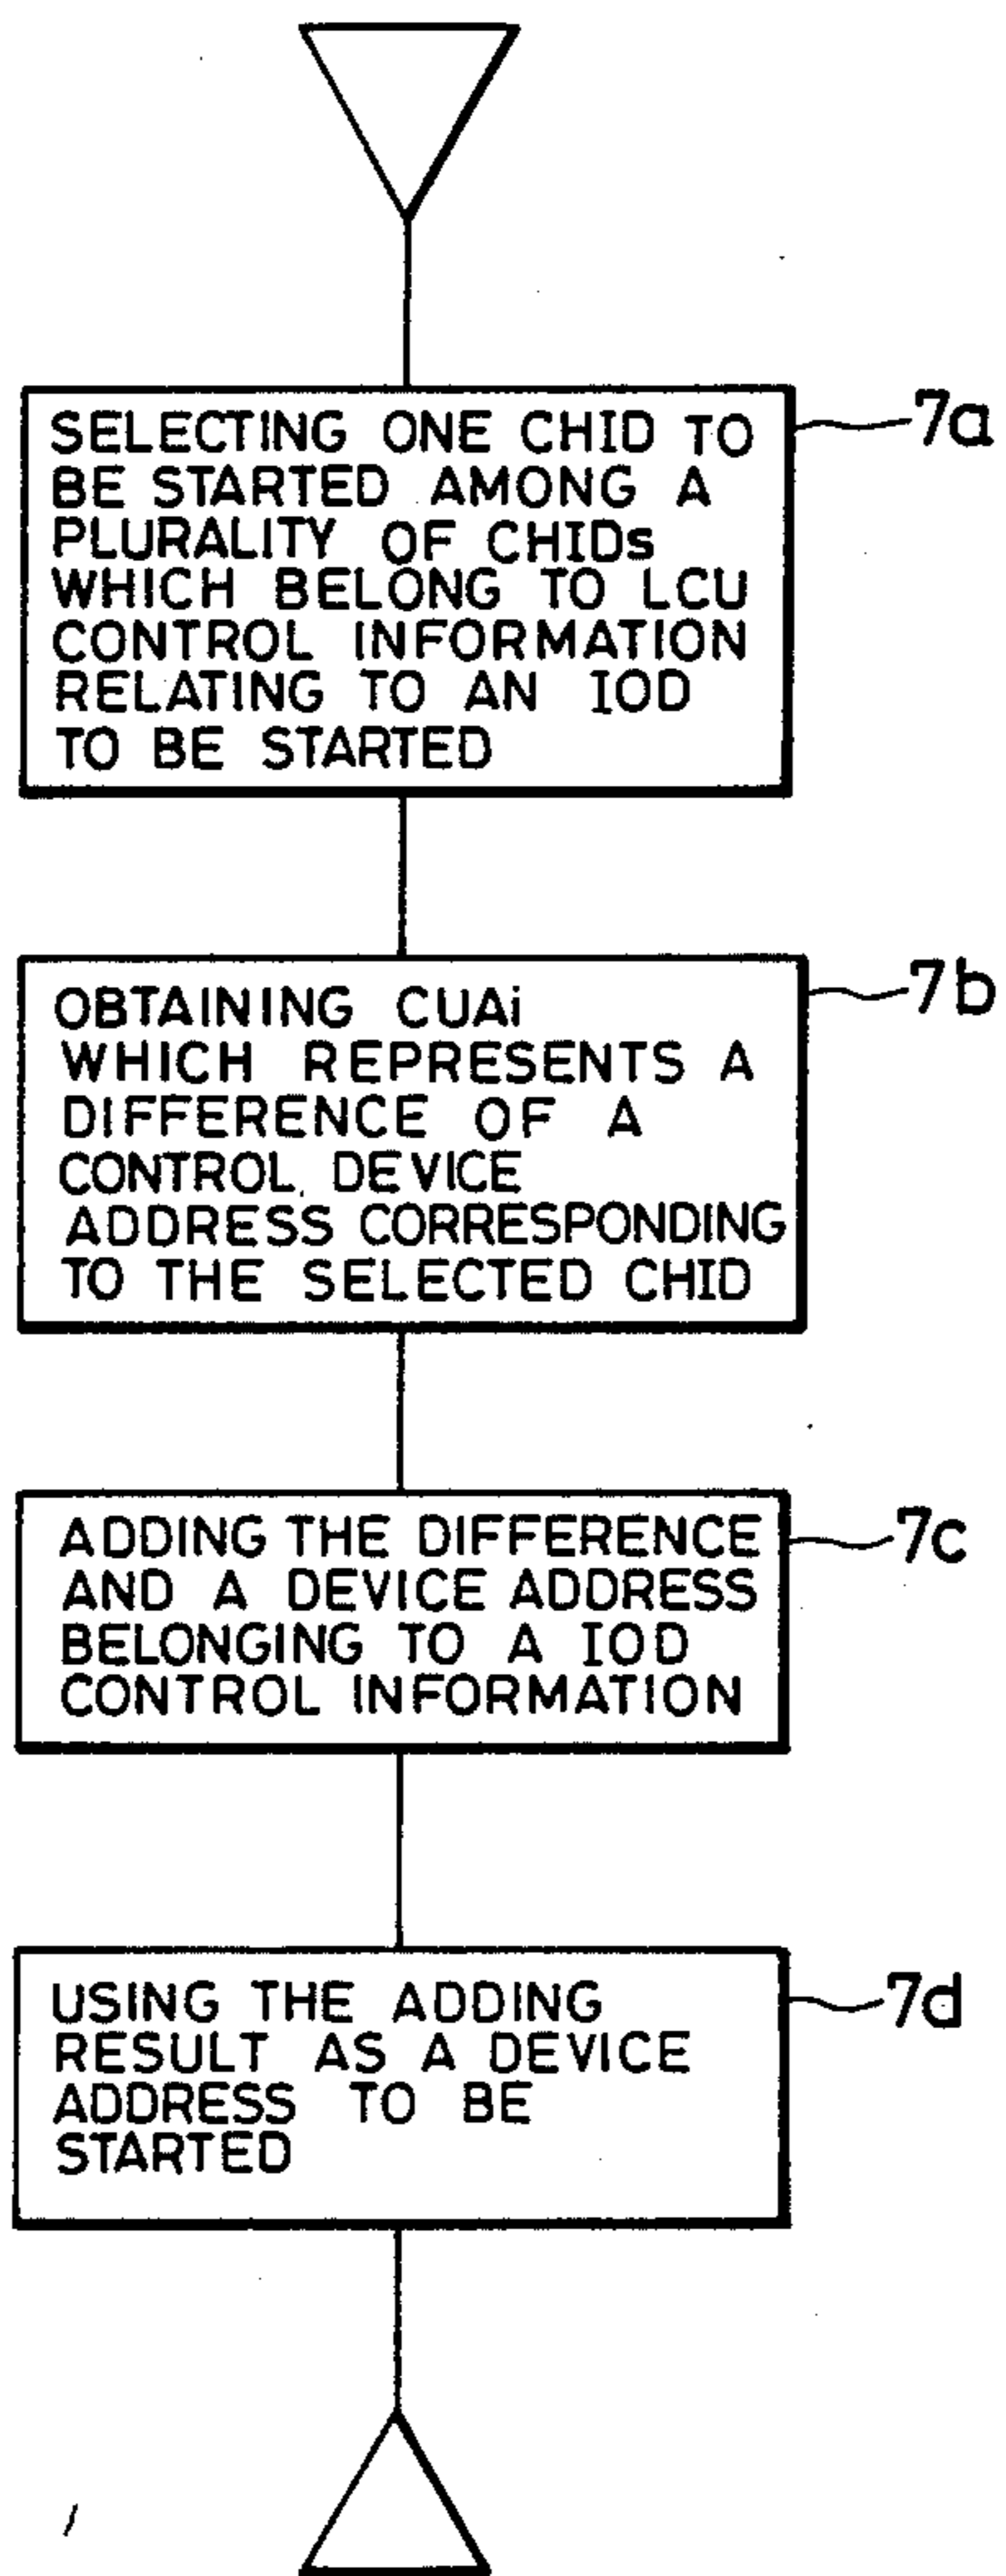 SELECTING ONE CHID TO
BE STARTED AMONG A
PLURALITY OF CHIDs
WHICH BELONG TO LCU
CONTROL INFORMATION
RELATING TO AN IOD
TO BE STARTED
7a
OBTAINING CUAi
WHICH REPRESENTS A
DIFFERENCE OF A
CONTROL DEVICE
ADDRESS CORRESPONDING
TO THE SELECTED CHID
7b
ADDING THE DIFFERENCE
AND A DEVICE ADDRESS
BELONGING TO A IOD
CONTROL INFORMATION
7c
USING THE ADDING
RESULT AS A DEVICE
ADDRESS TO BE
STARTED
7d